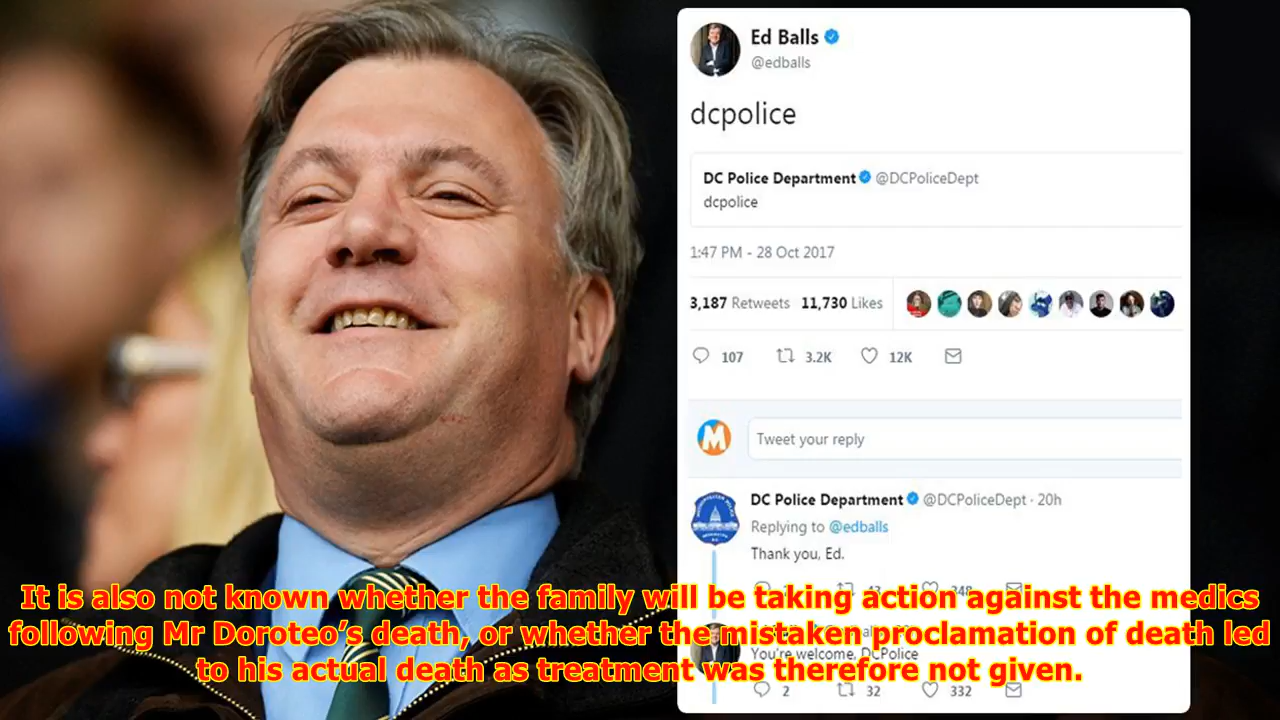 Ed Balls
@edballs
dcpolice
DC Police Department @DCPoliceDept
dcpolice
1:47 PM - 28 Oct 2017
3,187 Retweets 11,730 Likes
107 3.2K 12K
M
Tweet your reply
DC Police Department @DCPoliceDept · 20h
Replying to @edballs
Thank you, Ed.
43 348
It is also not known whether the family will be taking action against the medics
following Mr Doroteo’s death, or whether the mistaken proclamation of death led
You're welcome, DCPolice
to his actual death as treatment was therefore not given.
2 32 332